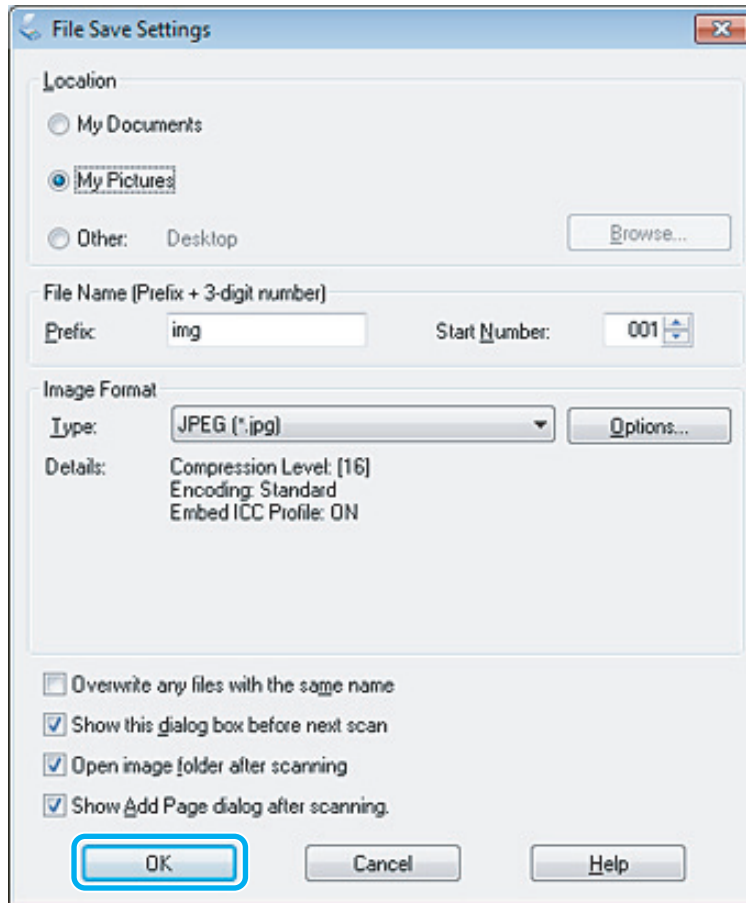 File Save Settings
Location
My Documents
My Pictures
Other: Desktop Browse...
File Name (Prefix + 3-digit number)
Prefix: img Start Number: 001
Image Format
Type: JPEG (*.jpg) Options...
Details: Compression Level: [16]
Encoding: Standard
Embed ICC Profile: ON
Overwrite any files with the same name
Show this dialog box before next scan
Open image folder after scanning
Show Add Page dialog after scanning.
OK Cancel Help